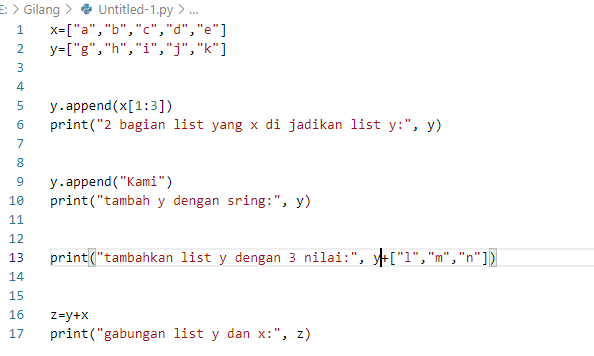 E: > Gilang > Untitled-1.py > ...
1 x=["a","b","c","d","e"]
2 y=["g","h","i","j","k"]
3
4
5 y.append(x[1:3])
6 print("2 bagian list yang x di jadikan list y:", y)
7
8
9 y.append("Kami")
10 print("tambah y dengan sring:", y)
11
12
13 print("tambahkan list y dengan 3 nilai:", y+["l","m","n"])
14
15
16 z=y+x
17 print("gabungan list y dan x:", z)